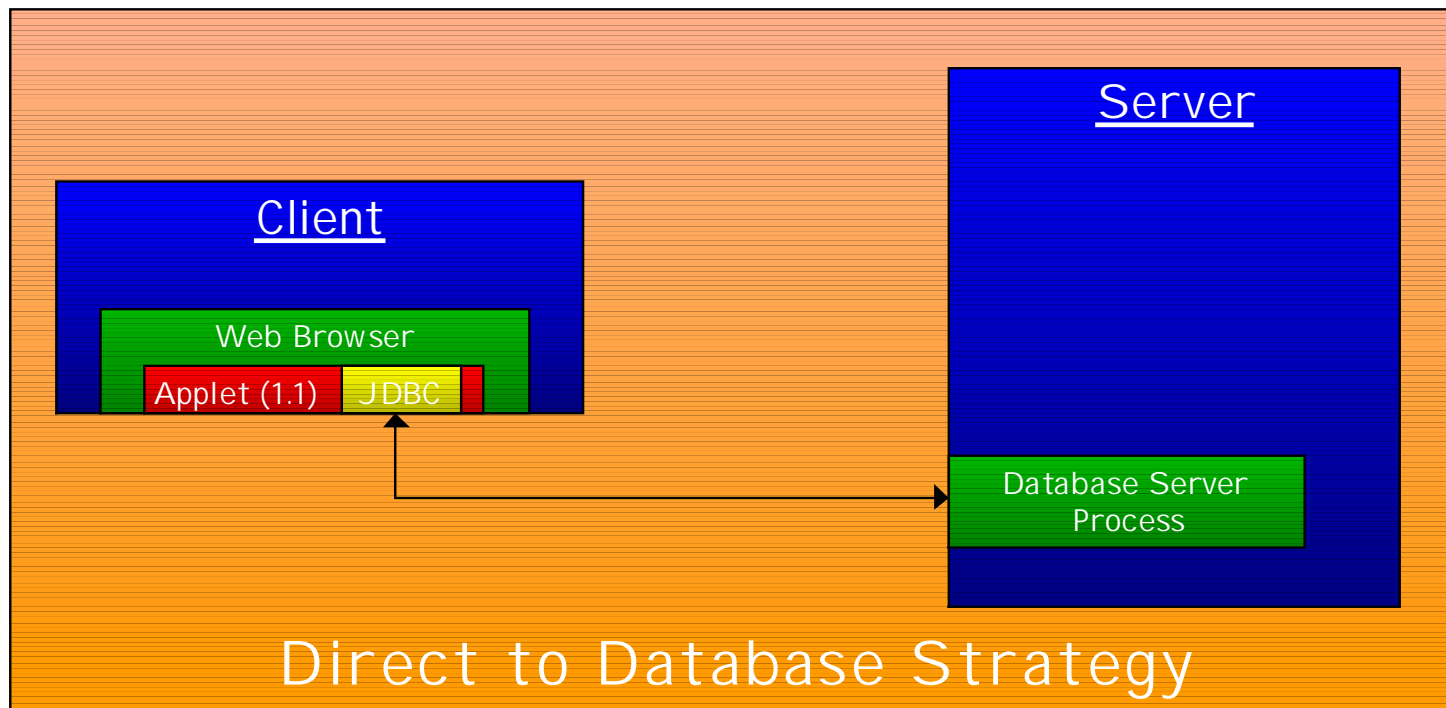 Server
Client
Web Browser
Applet (1.1) JDBC
Database Server
Process
Direct to Database Strategy